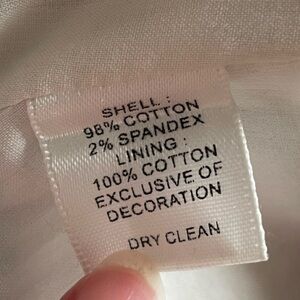 SHELL :
98% COTTON
2% SPANDEX
LINING :
100% COTTON
EXCLUSIVE OF
DECORATION
DRY CLEAN